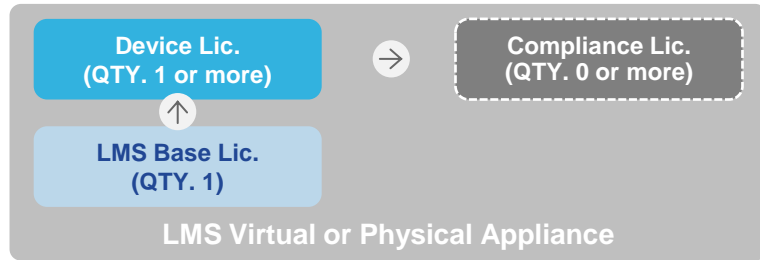 Device Lic.
(QTY. 1 or more)
Compliance Lic.
(QTY. 0 or more)
LMS Base Lic.
(QTY. 1)
LMS Virtual or Physical Appliance